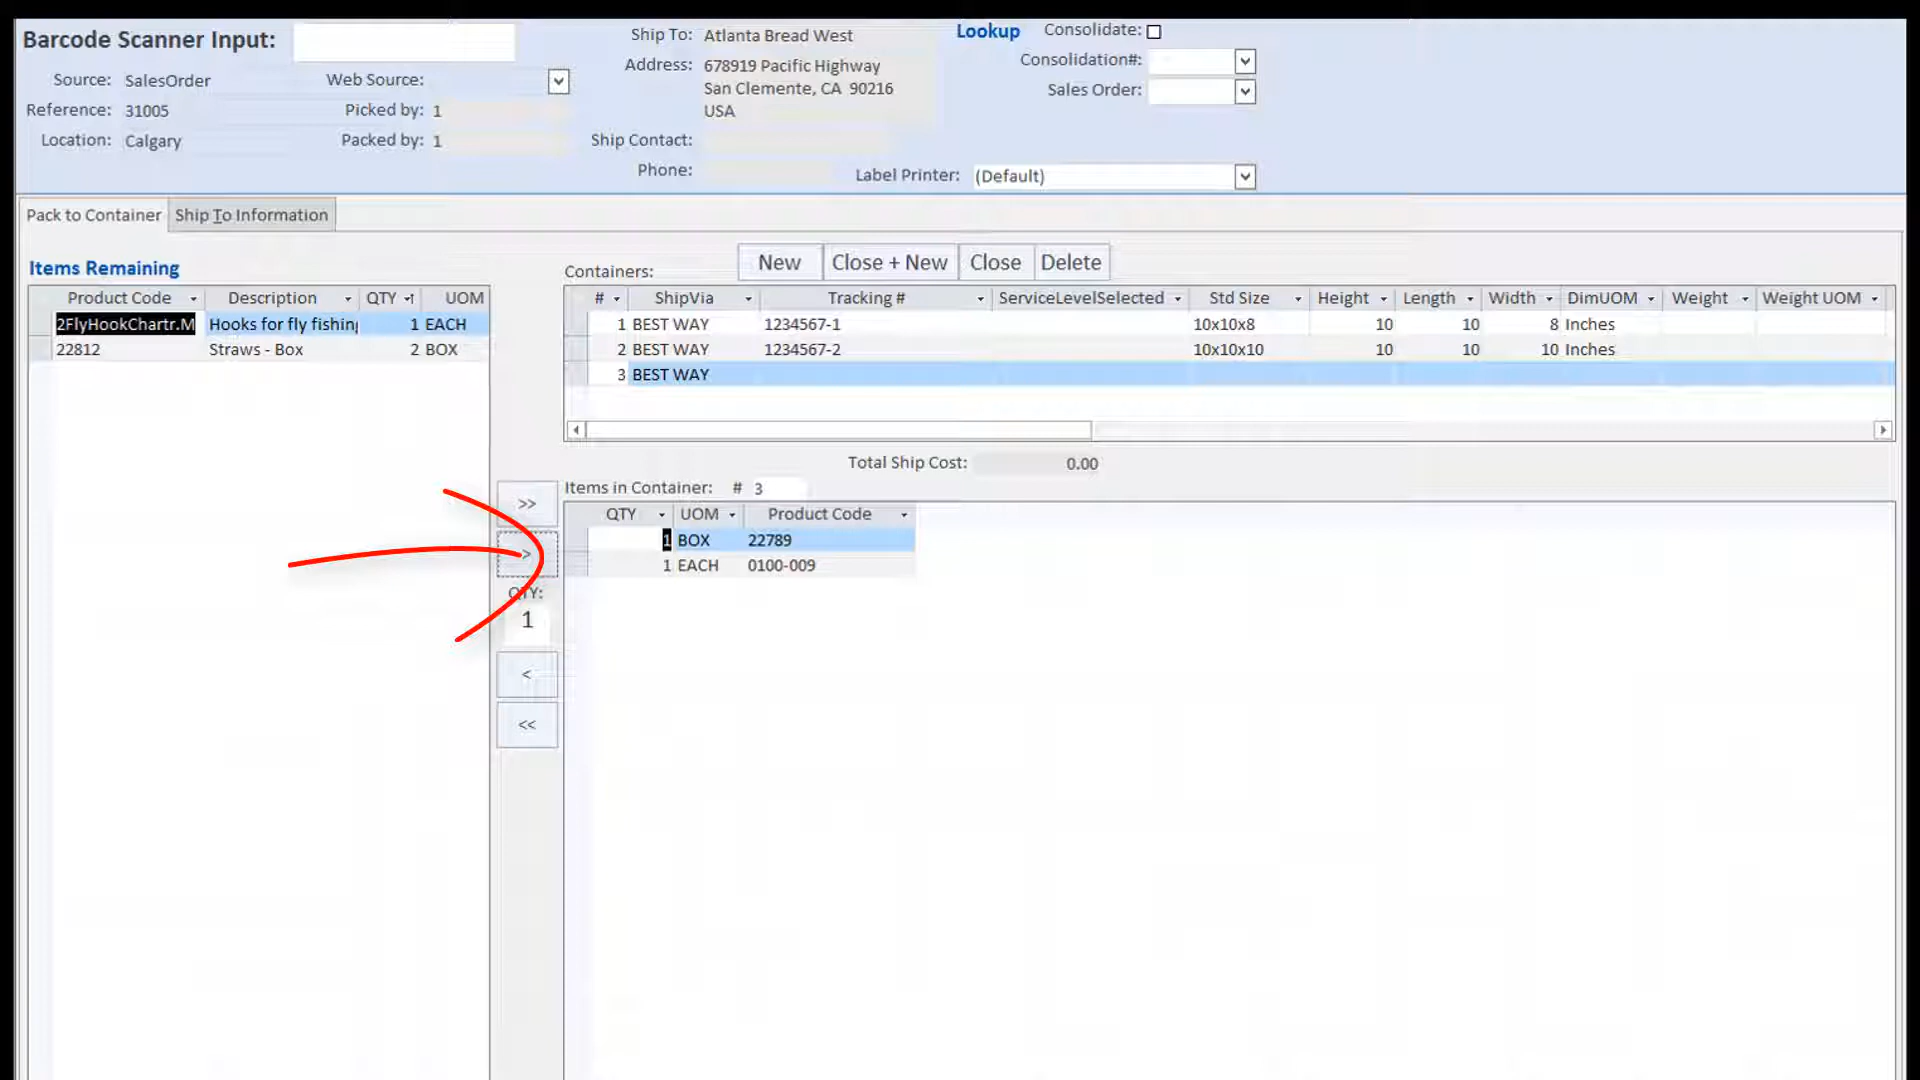 Barcode Scanner Input:
Source: SalesOrder
Web Source:
Reference: 31005
Picked by: 1
Location: Calgary
Packed by: 1
Ship To: Atlanta Bread West
Address: 678919 Pacific Highway
San Clemente, CA 90216
USA
Ship Contact:
Phone:
Lookup
Consolidate:
Consolidation#:
Sales Order:
Label Printer: (Default)
Pack to Container
Ship To Information
Items Remaining
Product Code Description QTY UOM
2FlyHookChartr.M Hooks for fly fishing 1 EACH
22812 Straws - Box 2 BOX
Containers:
New Close + New Close Delete
# ShipVia Tracking # ServiceLevelSelected Std Size Height Length Width DimUOM Weight Weight UOM
1 BEST WAY 1234567-1 10x10x8 10 10 8 Inches
2 BEST WAY 1234567-2 10x10x10 10 10 10 Inches
3 BEST WAY
Total Ship Cost: 0.00
>>
>
QTY:
1
<
<<
Items in Container: # 3
QTY UOM Product Code
1 BOX 22789
1 EACH 0100-009